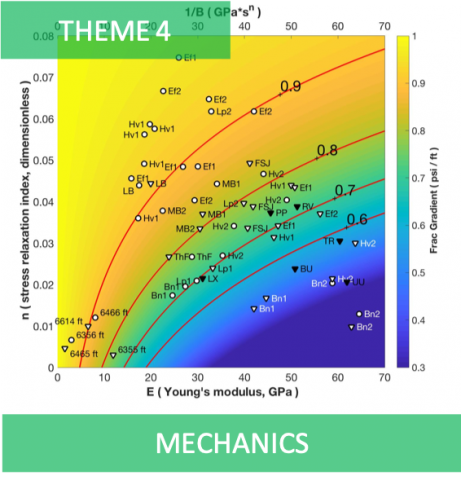 THEME 4
1/B ( GPa*sⁿ )
0 10 20 30 40 50 60 70
n ( stress relaxation index, dimensionless )
0.08
0.07
0.06
0.05
0.04
0.03
0.02
0.01
0
Ef1
0.9
Ef2
Ef2
Lp2
Ef2
Hv1
Hv1
Hv1
0.8
Hv1
Ef1
Ef1
FSJ
Hv2
Ef1
LB
LB
MB1
Hv1
Ef1
0.7
Ef2
Lp2
Hv2
FSJ
RV
Hv1
MB2
MB1
PP
Ef2
0.6
MB2
Hv2
FSJ
Hv1
Ef1
Hv1
TR
Hv2
ThF
ThF
Hv2
Lp1
BU
Lp1
LX
Hv2
Bn2
UU
Bn1
Bn1
Bn1
Bn1
Bn2
Bn2
6614 ft
6466 ft
6356 ft
6465 ft
6355 ft
0 10 20 30 40 50 60 70
E ( Young's modulus, GPa )
1
0.9
0.8
0.7
0.6
0.5
0.4
0.3
Frac Gradient ( psi / ft )
MECHANICS